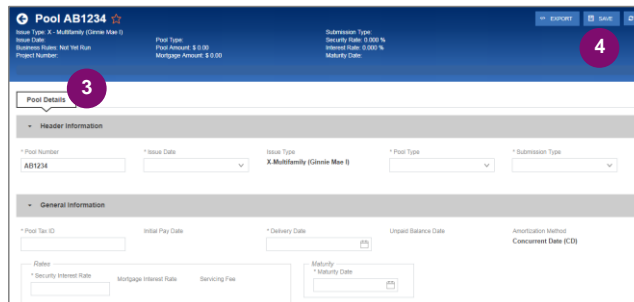 Pool AB1234
EXPORT
SAVE
Issue Type: X - Multifamily (Ginnie Mae I)
Submission Type:
Issue Date:
Pool Type:
Security Rate: 0.000 %
Business Rules: Not Yet Run
Pool Amount: $ 0.00
Interest Rate: 0.000 %
Project Number:
Mortgage Amount: $ 0.00
Maturity Date:
4
3
Pool Details
Header Information
* Pool Number
* Issue Date
Issue Type
* Pool Type
* Submission Type
AB1234
X.Multifamily (Ginnie Mae I)
General Information
* Pool Tax ID
Initial Pay Date
* Delivery Date
Unpaid Balance Date
Amortization Method
Concurrent Date (CD)
Rates
Maturity
* Security Interest Rate
Mortgage Interest Rate
Servicing Fee
* Maturity Date